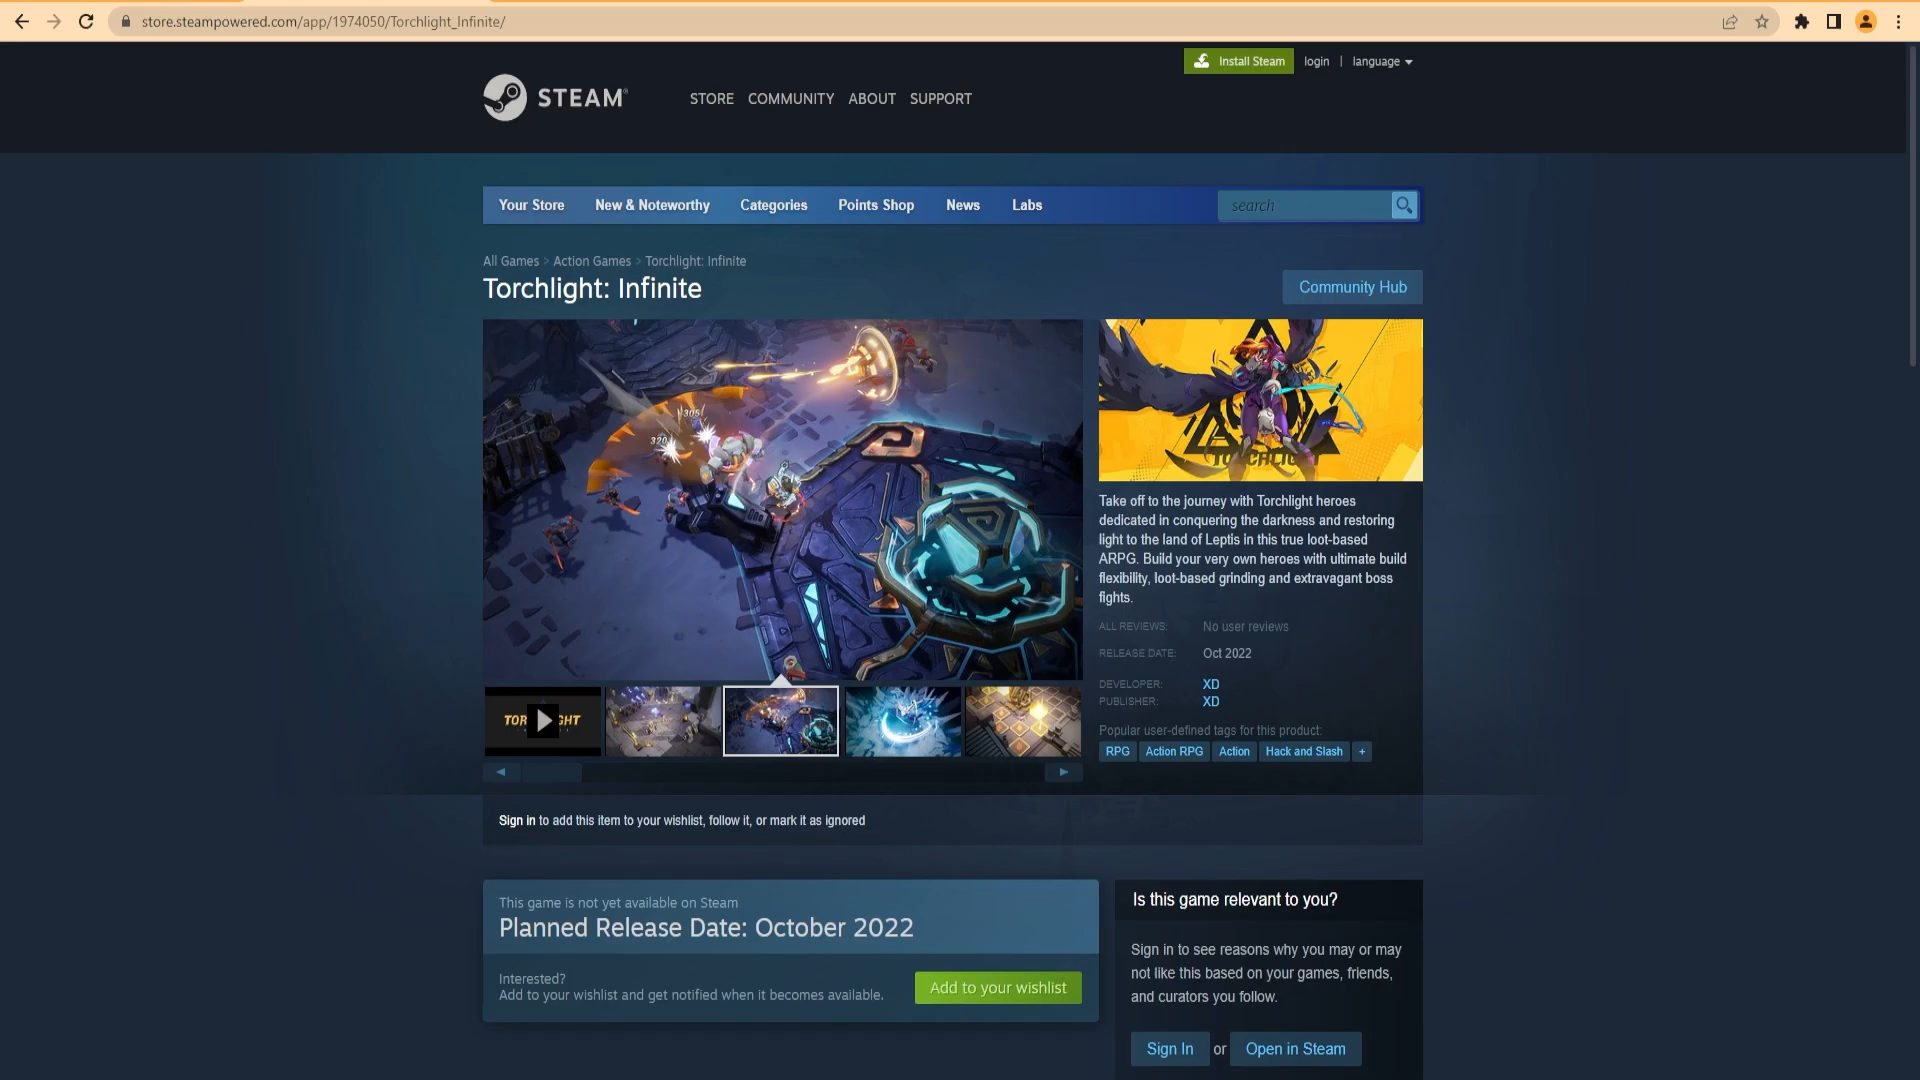 store.steampowered.com/app/1974050/Torchlight_Infinite/
Install Steam login | language
STEAM®
STORE COMMUNITY ABOUT SUPPORT
Your Store New & Noteworthy Categories Points Shop News Labs search
All Games > Action Games > Torchlight: Infinite
Torchlight: Infinite
Community Hub
305
320
TORCHLIGHT
Take off to the journey with Torchlight heroes
dedicated in conquering the darkness and restoring
light to the land of Leptis in this true loot-based
ARPG. Build your very own heroes with ultimate build
flexibility, loot-based grinding and extravagant boss
fights.
ALL REVIEWS: No user reviews
RELEASE DATE: Oct 2022
DEVELOPER: XD
PUBLISHER: XD
Popular user-defined tags for this product:
RPG Action RPG Action Hack and Slash +
Sign in to add this item to your wishlist, follow it, or mark it as ignored
This game is not yet available on Steam
Planned Release Date: October 2022
Interested?
Add to your wishlist and get notified when it becomes available.
Add to your wishlist
Is this game relevant to you?
Sign in to see reasons why you may or may
not like this based on your games, friends,
and curators you follow.
Sign In or Open in Steam